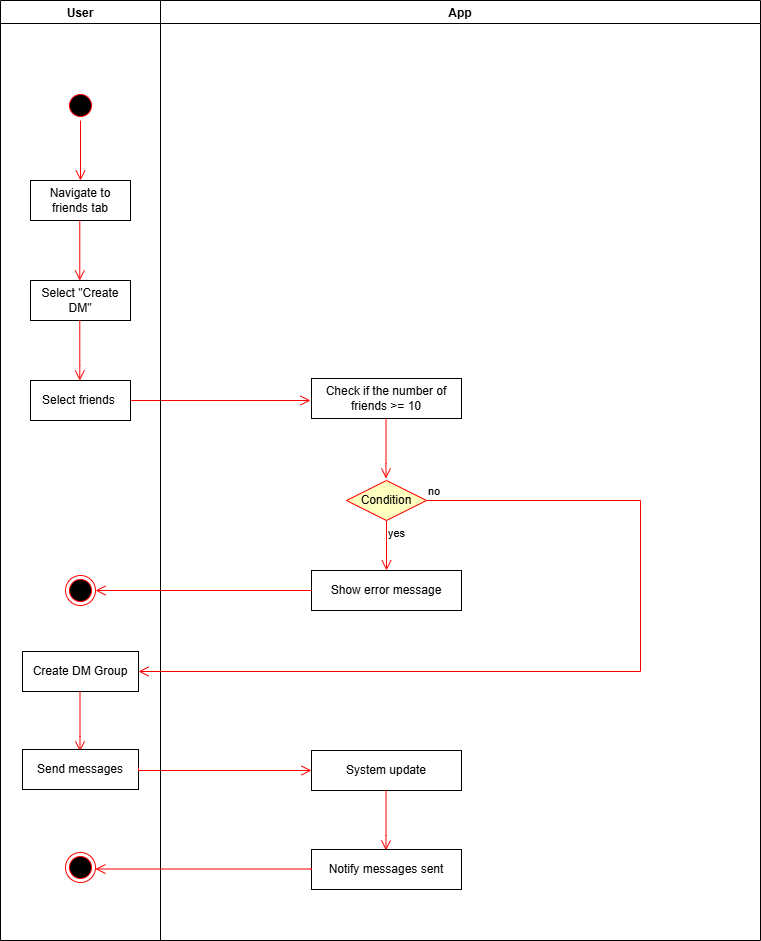 User
App
Navigate to
friends tab
Select "Create
DM"
Select friends
Check if the number of
friends >= 10
Condition
no
yes
Show error message
Create DM Group
Send messages
System update
Notify messages sent